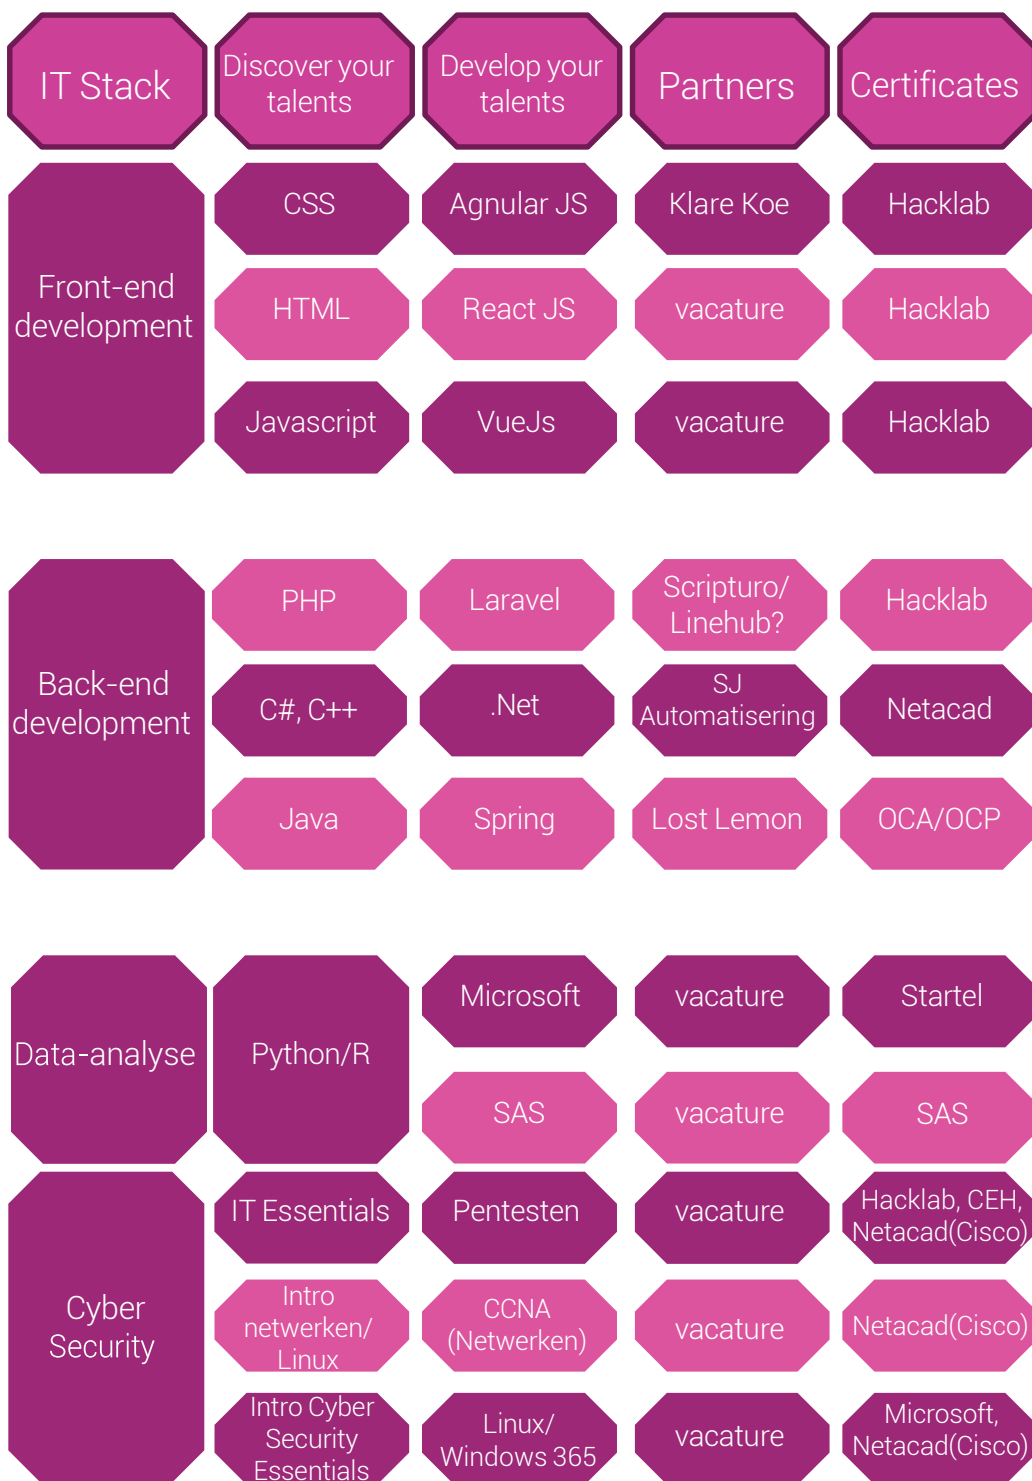 IT Stack
Discover your
talents
Develop your
talents
Partners
Certificates
Front-end
development
CSS
Agnular JS
Klare Koe
Hacklab
HTML
React JS
vacature
Hacklab
Javascript
VueJs
vacature
Hacklab
Back-end
development
PHP
Laravel
Scripturo/
Linehub?
Hacklab
C#, C++
.Net
SJ
Automatisering
Netacad
Java
Spring
Lost Lemon
OCA/OCP
Data-analyse
Python/R
Microsoft
vacature
Startel
SAS
vacature
SAS
Cyber
Security
IT Essentials
Pentesten
vacature
Hacklab, CEH,
Netacad(Cisco)
Intro
netwerken/
Linux
CCNA
(Netwerken)
vacature
Netacad(Cisco)
Intro Cyber
Security
Essentials
Linux/
Windows 365
vacature
Microsoft,
Netacad(Cisco)